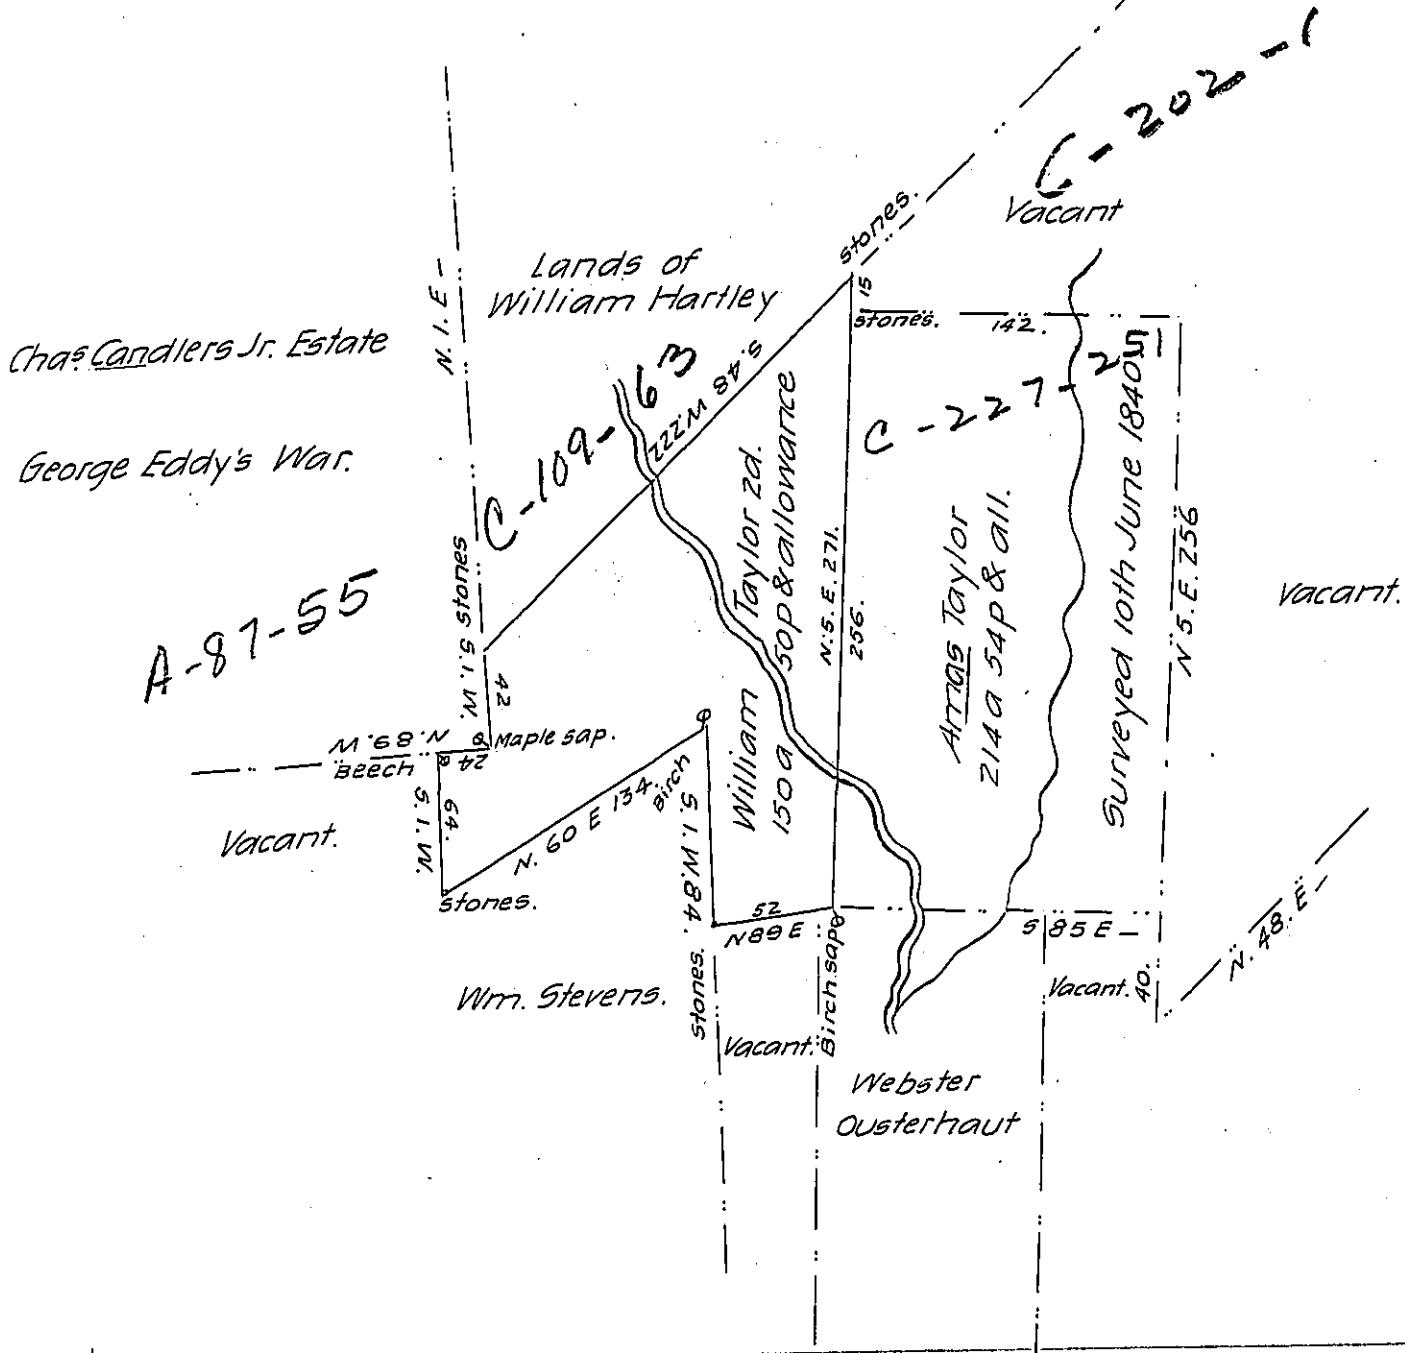 C-202-1
Vacant
stones.
Lands of
William Hartley
N. 1. E -
15
stones. 142.
Chas Candlers Jr. Estate
S. 48 W. 222
C-109-63
C-227-251
George Eddy's War.
William Taylor 2d.
150a 50p & allowance
N. 5. E. 271.
256.
Amas Taylor
214a 54p & all.
Surveyed 10th June 1840
N 5. E. 256
Vacant.
A-87-55
stones
S. 1. W.
42
Maple sap.
N. 89. W
24
Beech
S. 1. W.
64.
Vacant.
N. 60 E 134.
Birch
stones.
S. 1. W. 84.
stones.
52
N 89 E
Birch sap
S 85 E -
Vacant.
40.
N. 48. E -
Wm. Stevens.
Vacant.
Webster
Ousterhaut